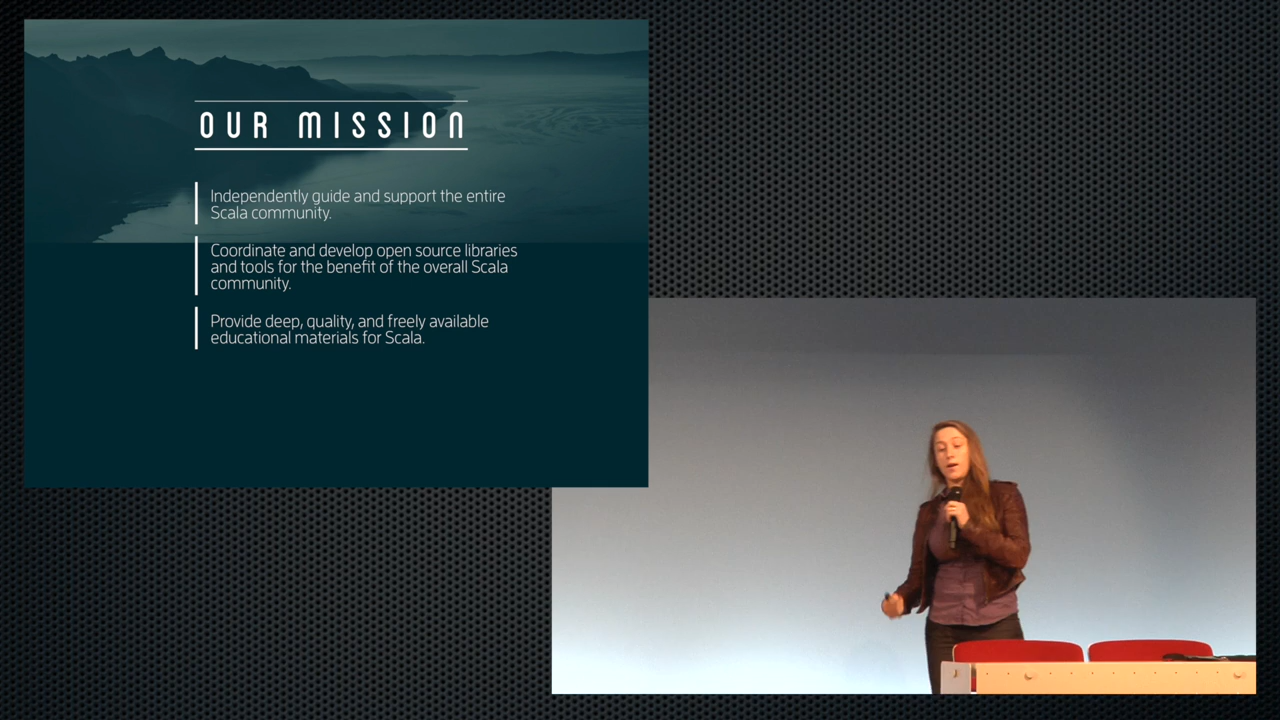 OUR MISSION
Independently guide and support the entire
Scala community.
Coordinate and develop open source libraries
and tools for the benefit of the overall Scala
community.
Provide deep, quality, and freely available
educational materials for Scala.